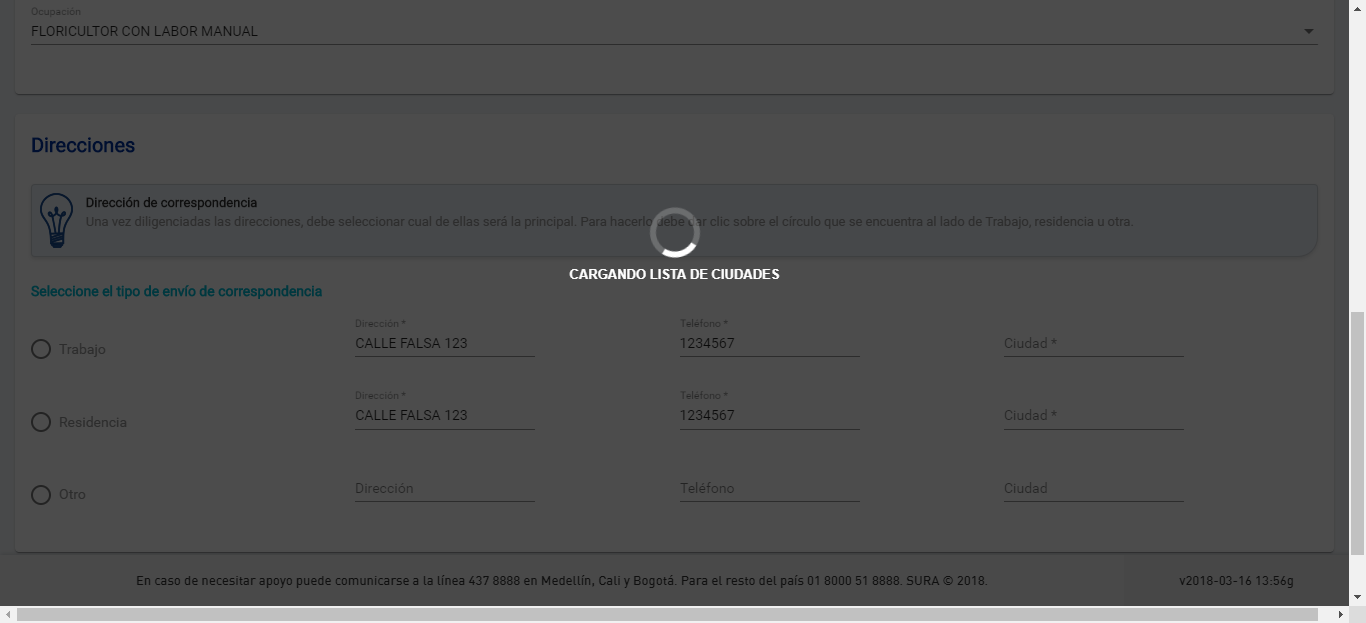 Ocupación
FLORICULTOR CON LABOR MANUAL
Direcciones
Dirección de correspondencia
Una vez diligenciadas las direcciones, debe seleccionar cual de ellas será la principal. Para hacerlo debe dar clic sobre el círculo que se encuentra al lado de Trabajo, residencia u otra.
CARGANDO LISTA DE CIUDADES
Seleccione el tipo de envío de correspondencia
Trabajo
Dirección *
CALLE FALSA 123
Teléfono *
1234567
Ciudad *
Residencia
Dirección *
CALLE FALSA 123
Teléfono *
1234567
Ciudad *
Otro
Dirección
Teléfono
Ciudad
En caso de necesitar apoyo puede comunicarse a la línea 437 8888 en Medellín, Cali y Bogotá. Para el resto del país 01 8000 51 8888. SURA © 2018.
v2018-03-16 13:56g